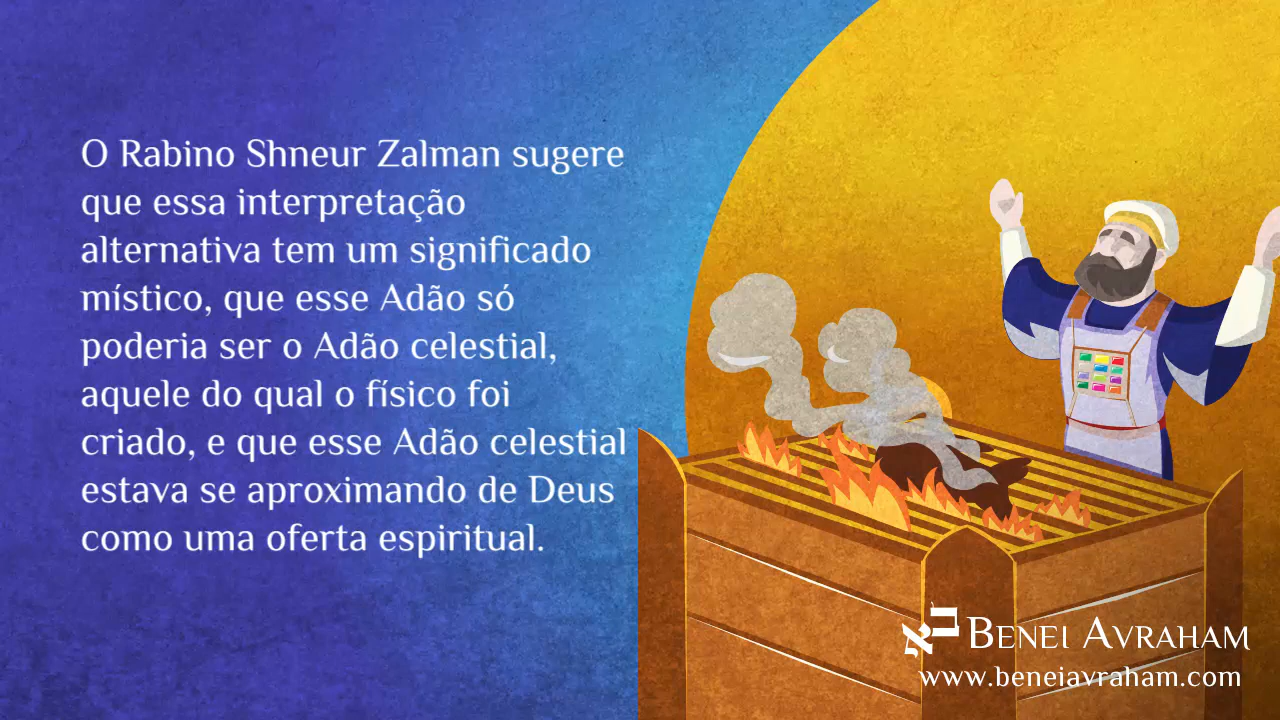 O Rabino Shneur Zalman sugere
que essa interpretação
alternativa tem um significado
místico, que esse Adão só
poderia ser o Adão celestial,
aquele do qual o físico foi
criado, e que esse Adão celestial
estava se aproximando de Deus
como uma oferta espiritual.
אב BENEI AVRAHAM
www.beneiavraham.com